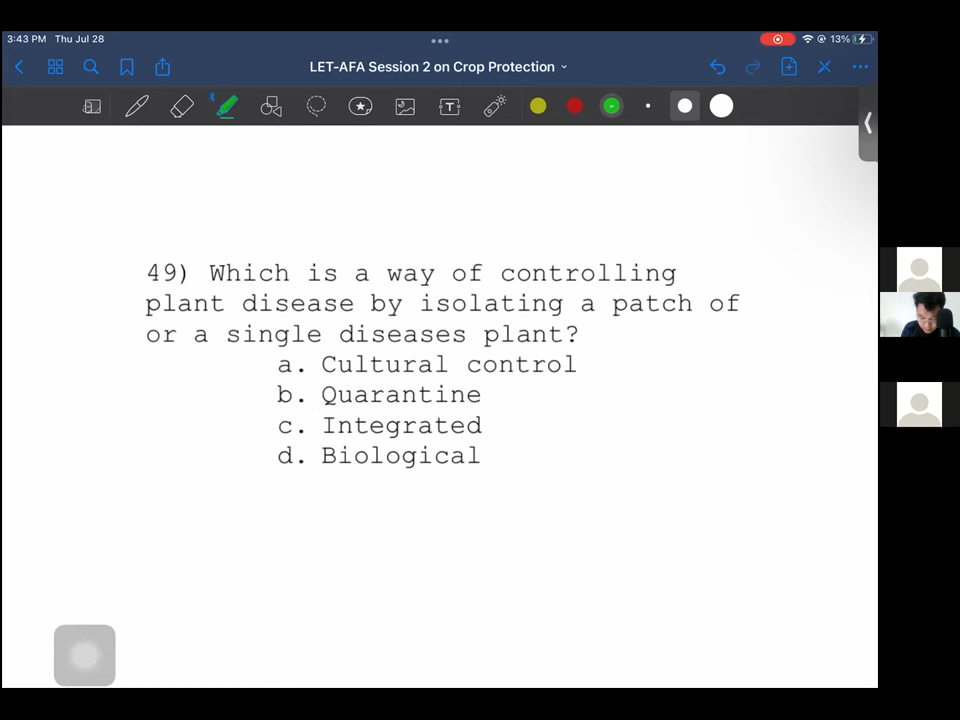 3:43 PM Thu Jul 28
13%
LET-AFA Session 2 on Crop Protection
T
49) Which is a way of controlling
plant disease by isolating a patch of
or a single diseases plant?
a. Cultural control
b. Quarantine
c. Integrated
d. Biological